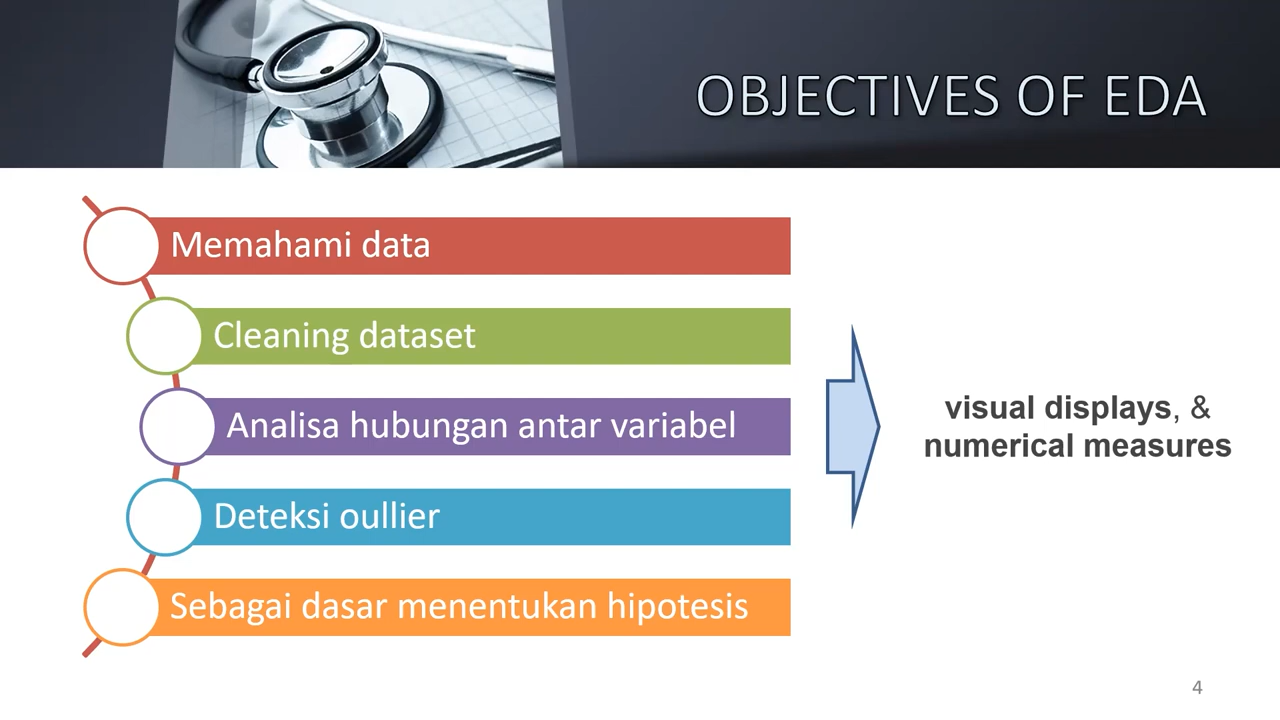 OBJECTIVES OF EDA
Memahami data
Cleaning dataset
Analisa hubungan antar variabel
Deteksi oullier
Sebagai dasar menentukan hipotesis
visual displays, &
numerical measures
4